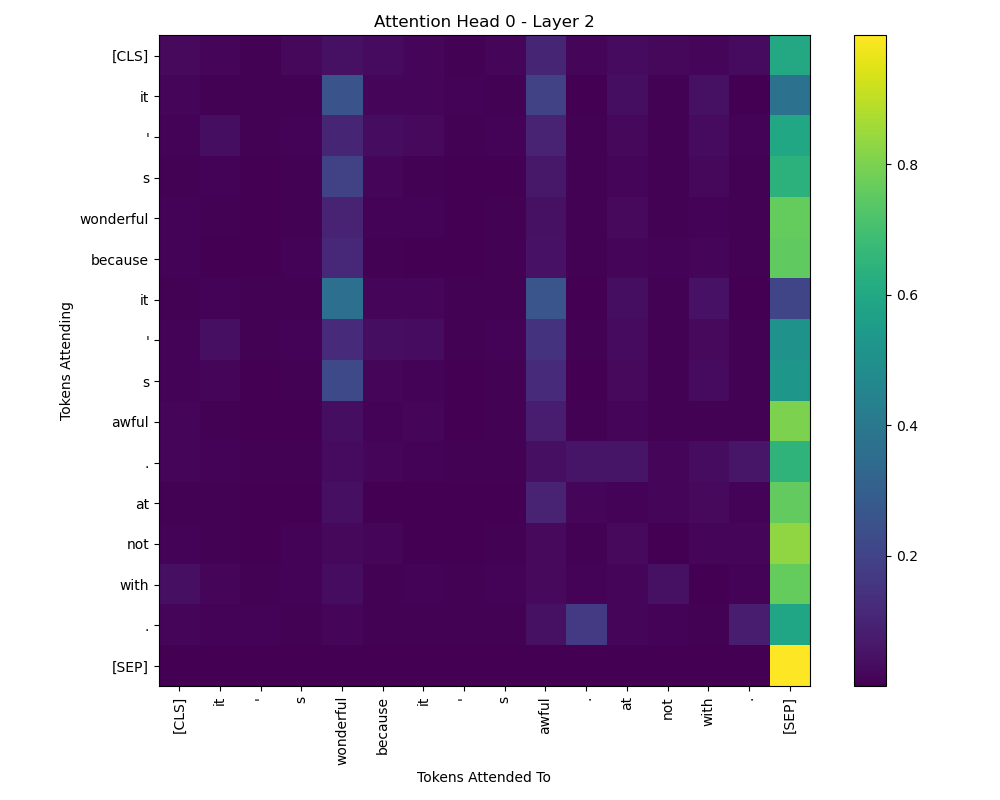 Attention Head 0 - Layer 2
Tokens Attending
[CLS]
it
'
s
wonderful
because
it
'
s
awful
.
at
not
with
.
[SEP]
[CLS]
it
'
s
wonderful
because
it
'
s
awful
.
at
not
with
.
[SEP]
Tokens Attended To
0.8
0.6
0.4
0.2